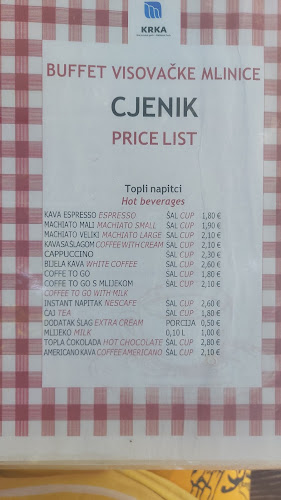 KRKA
BUFFET VISOVAČKE MLINICE
CJENIK
PRICE LIST
Topli napitci
Hot beverages
KAVA ESPRESSO ESPRESSO ŠAL CUP 1,80 €
MACHIATO MALI MACHIATO SMALL ŠAL CUP 1,90 €
MACHIATO VELIKI MACHIATO LARGE ŠAL CUP 2,10 €
KAVA SA ŠLAGOM COFFEE WITH CREAM ŠAL CUP 2,10 €
CAPPUCCINO ŠAL CUP 2,30 €
BIJELA KAVA WHITE COFFEE ŠAL CUP 2,60 €
COFFE TO GO ŠAL CUP 1,80 €
COFFE TO GO S MLIJEKOM ŠAL CUP 2,10 €
COFFEE TO GO WITH MILK
INSTANT NAPITAK NESCAFE ŠAL CUP 2,60 €
ČAJ TEA ŠAL CUP 1,80 €
DODATAK ŠLAG EXTRA CREAM PORCIJA 0,50 €
MLIJEKO MILK 0,10 L 1,00 €
TOPLA ČOKOLADA HOT CHOCOLATE ŠAL CUP 2,80 €
AMERICANO KAVA COFFEE AMERICANO ŠAL CUP 2,10 €